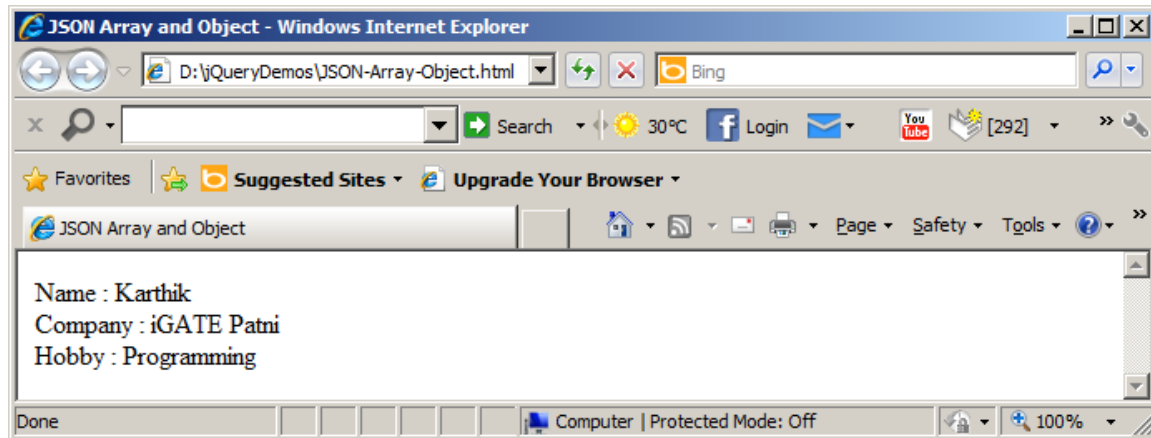 JSON Array and Object - Windows Internet Explorer
D:\jQueryDemos\JSON-Array-Object.html
Bing
Search
30°C
Login
You Tube
[292]
»
Favorites
Suggested Sites
Upgrade Your Browser
JSON Array and Object
Page
Safety
Tools
»
Name : Karthik
Company : iGATE Patni
Hobby : Programming
Done
Computer | Protected Mode: Off
100%